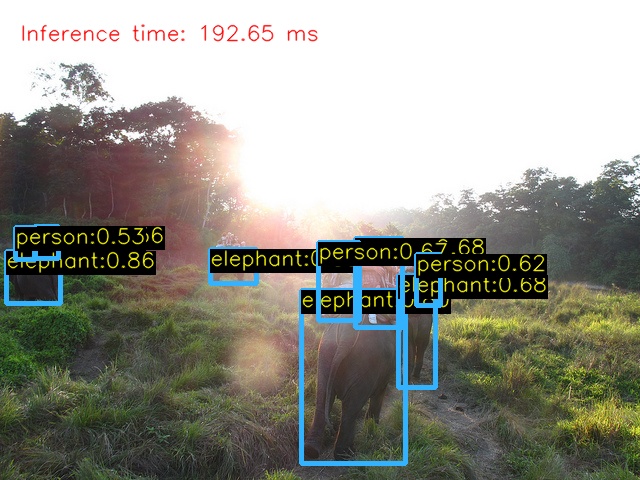 Inference time: 192.65 ms
person:0.53
elephant:0.86
elephant:0
person:0.6
.68
person:0.62
elephant:0.68
elephant